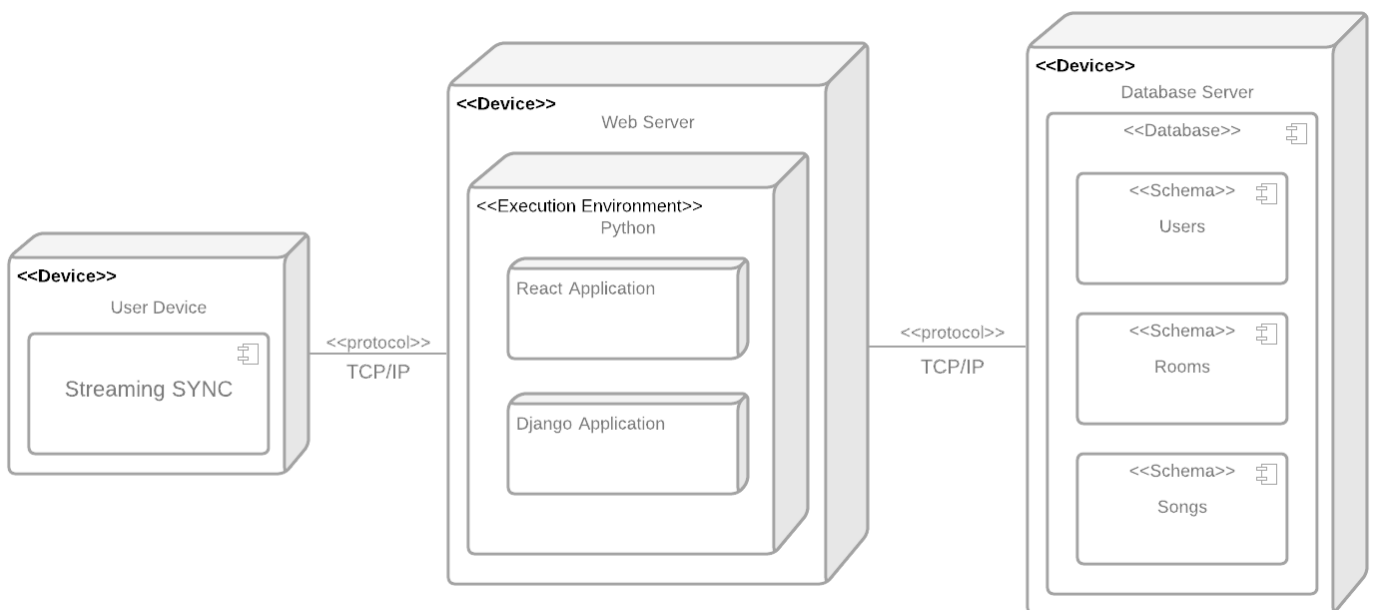 <<Device>>
User Device
Streaming SYNC
<<protocol>>
TCP/IP
<<Device>>
Web Server
<<Execution Environment>>
Python
React Application
Django Application
<<protocol>>
TCP/IP
<<Device>>
Database Server
<<Database>>
<<Schema>>
Users
<<Schema>>
Rooms
<<Schema>>
Songs